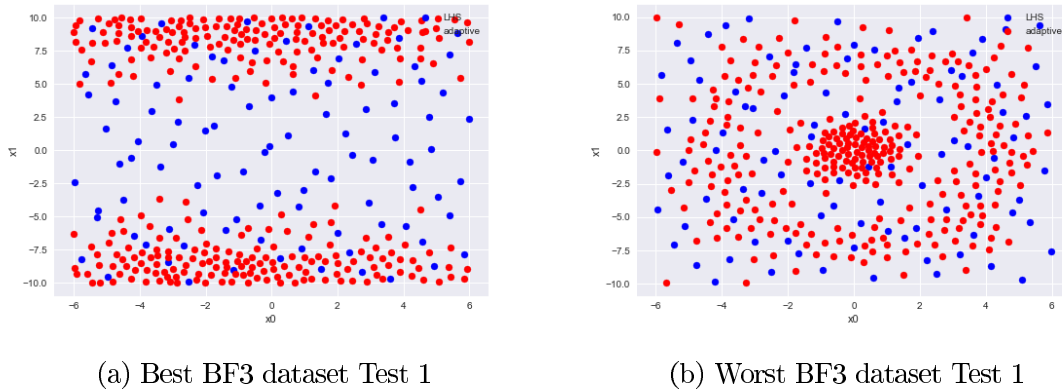 10.0
7.5
5.0
2.5
0.0
−2.5
−5.0
−7.5
−10.0
x1
−6 −4 −2 0 2 4 6
x0
LHS
adaptive
(a) Best BF3 dataset Test 1
10.0
7.5
5.0
2.5
0.0
−2.5
−5.0
−7.5
−10.0
x1
−6 −4 −2 0 2 4 6
x0
LHS
adaptive
(b) Worst BF3 dataset Test 1